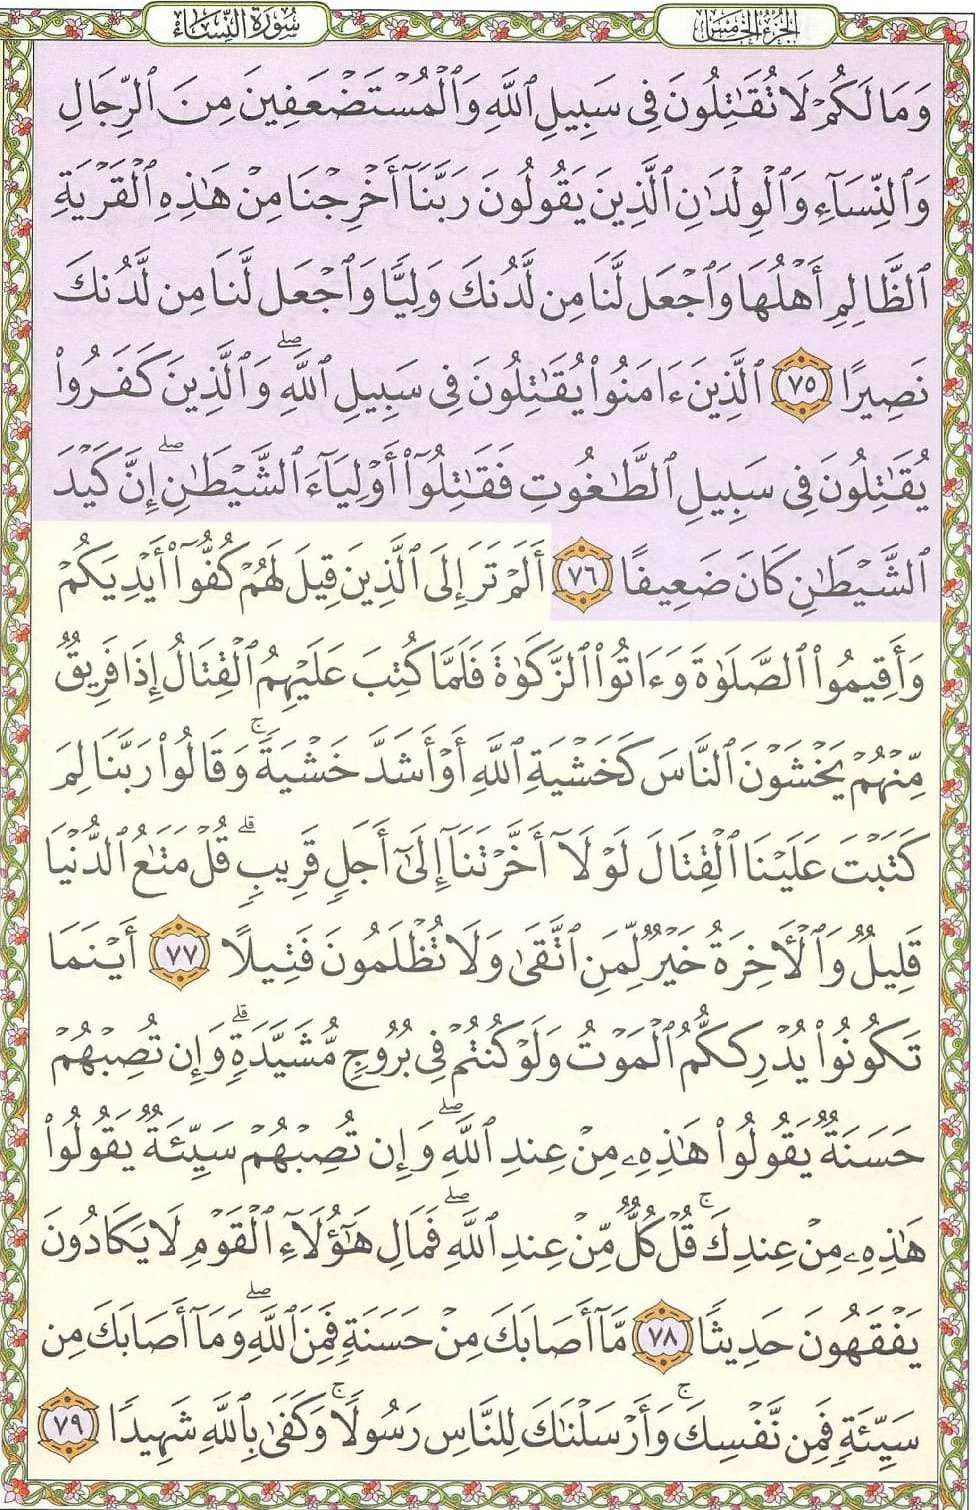 الجزء الخامس
سورة النساء
وَمَا لَكُمۡ لَا تُقَٰتِلُونَ فِي سَبِيلِ ٱللَّهِ وَٱلۡمُسۡتَضۡعَفِينَ مِنَ ٱلرِّجَالِ
وَٱلنِّسَآءِ وَٱلۡوِلۡدَٰنِ ٱلَّذِينَ يَقُولُونَ رَبَّنَآ أَخۡرِجۡنَا مِنۡ هَٰذِهِ ٱلۡقَرۡيَةِ
ٱلظَّالِمِ أَهۡلُهَا وَٱجۡعَل لَّنَا مِن لَّدُنكَ وَلِيّٗا وَٱجۡعَل لَّنَا مِن لَّدُنكَ
نَصِيرًا ٧٥ ٱلَّذِينَ ءَامَنُواْ يُقَٰتِلُونَ فِي سَبِيلِ ٱللَّهِۖ وَٱلَّذِينَ كَفَرُواْ
يُقَٰتِلُونَ فِي سَبِيلِ ٱلطَّٰغُوتِ فَقَٰتِلُوٓاْ أَوۡلِيَآءَ ٱلشَّيۡطَٰنِۖ إِنَّ كَيۡدَ
ٱلشَّيۡطَٰنِ كَانَ ضَعِيفًا ٧٦ أَلَمۡ تَرَ إِلَى ٱلَّذِينَ قِيلَ لَهُمۡ كُفُّوٓاْ أَيۡدِيَكُمۡ
وَأَقِيمُواْ ٱلصَّلَوٰةَ وَءَاتُواْ ٱلزَّكَوٰةَ فَلَمَّا كُتِبَ عَلَيۡهِمُ ٱلۡقِتَالُ إِذَا فَرِيقٞ
مِّنۡهُمۡ يَخۡشَوۡنَ ٱلنَّاسَ كَخَشۡيَةِ ٱللَّهِ أَوۡ أَشَدَّ خَشۡيَةٗۚ وَقَالُواْ رَبَّنَا لِمَ
كَتَبۡتَ عَلَيۡنَا ٱلۡقِتَالَ لَوۡلَآ أَخَّرۡتَنَآ إِلَىٰٓ أَجَلٖ قَرِيبٖۗ قُلۡ مَتَٰعُ ٱلدُّنۡيَا
قَلِيلٞ وَٱلۡأٓخِرَةُ خَيۡرٞ لِّمَنِ ٱتَّقَىٰ وَلَا تُظۡلَمُونَ فَتِيلًا ٧٧ أَيۡنَمَا
تَكُونُواْ يُدۡرِككُّمُ ٱلۡمَوۡتُ وَلَوۡ كُنتُمۡ فِي بُرُوجٖ مُّشَيَّدَةٖۗ وَإِن تُصِبۡهُمۡ
حَسَنَةٞ يَقُولُواْ هَٰذِهِۦ مِنۡ عِندِ ٱللَّهِۖ وَإِن تُصِبۡهُمۡ سَيِّئَةٞ يَقُولُواْ
هَٰذِهِۦ مِنۡ عِندِكَۚ قُلۡ كُلّٞ مِّنۡ عِندِ ٱللَّهِۖ فَمَالِ هَٰٓؤُلَآءِ ٱلۡقَوۡمِ لَا يَكَادُونَ
يَفۡقَهُونَ حَدِيثٗا ٧٨ مَّآ أَصَابَكَ مِنۡ حَسَنَةٖ فَمِنَ ٱللَّهِۖ وَمَآ أَصَابَكَ مِن
سَيِّئَةٖ فَمِن نَّفۡسِكَۚ وَأَرۡسَلۡنَٰكَ لِلنَّاسِ رَسُولٗاۚ وَكَفَىٰ بِٱللَّهِ شَهِيدٗا ٧٩